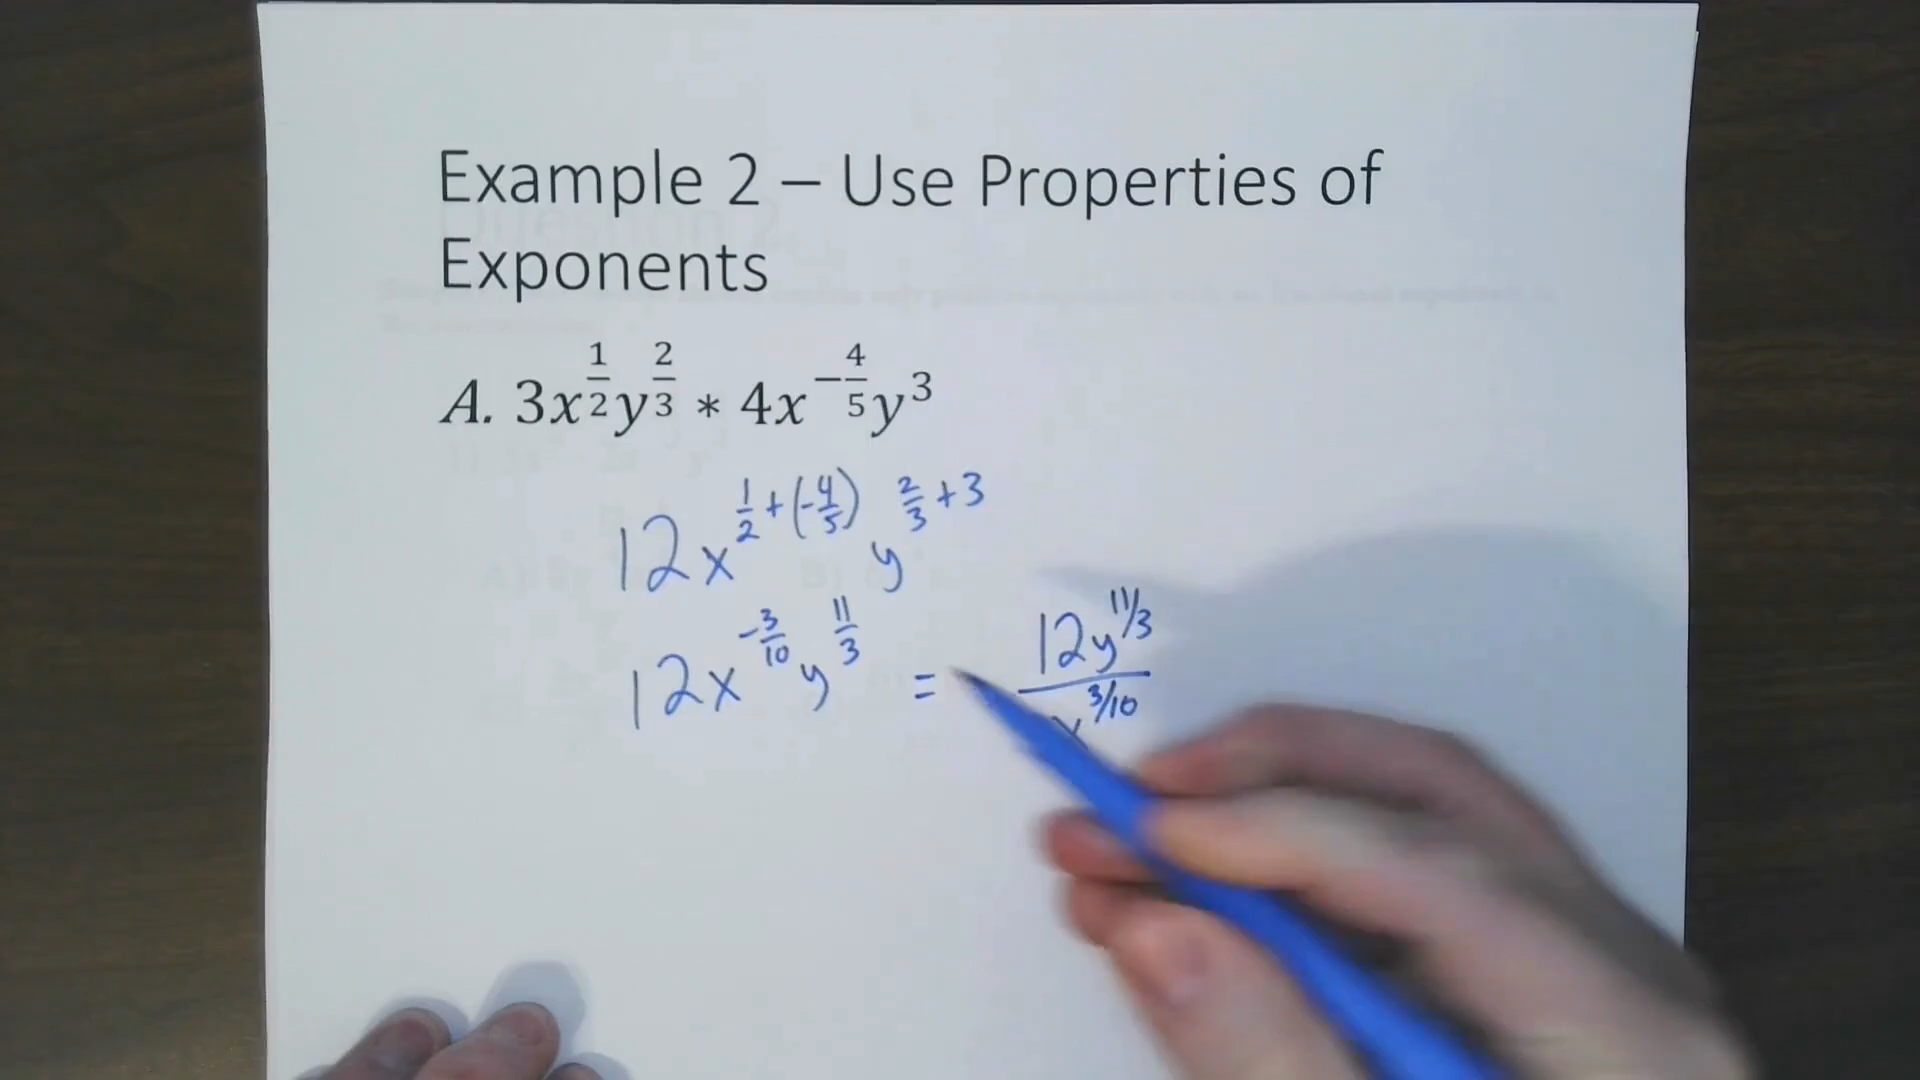 Example 2 – Use Properties of
Exponents
A. 3x^{1/2}y^{2/3} * 4x^{-4/5}y^3
12x^{1/2+(-4/5)} y^{2/3+3}
12x^{-3/10} y^{11/3} = 12y^{11/3} / x^{3/10}